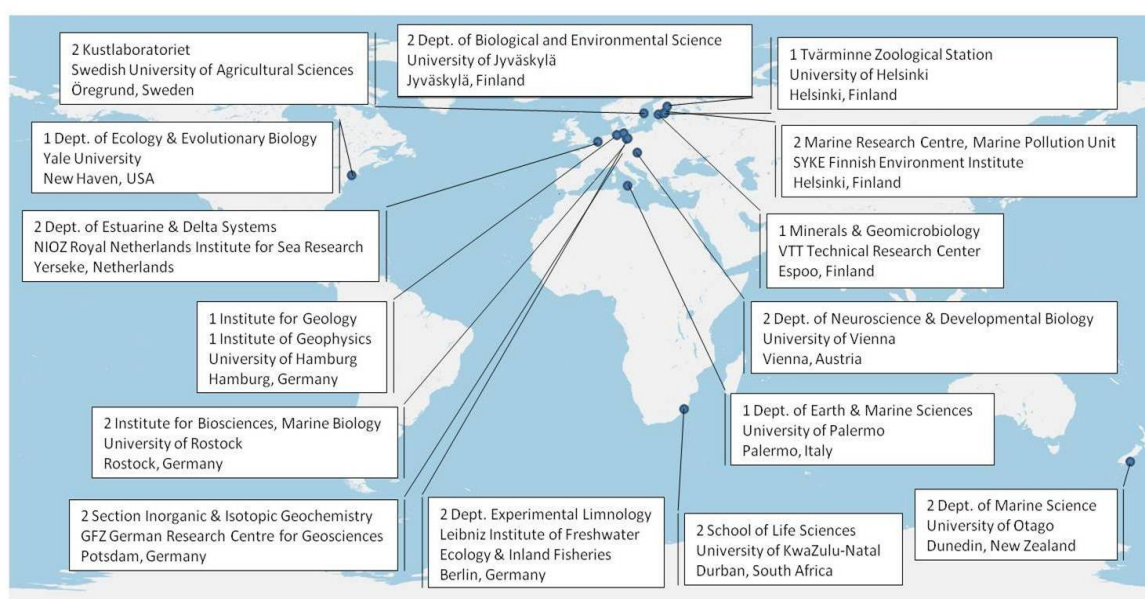 2 Kustlaboratoriet
Swedish University of Agricultural Sciences
Öregrund, Sweden
2 Dept. of Biological and Environmental Science
University of Jyväskylä
Jyväskylä, Finland
1 Tvärminne Zoological Station
University of Helsinki
Helsinki, Finland
1 Dept. of Ecology & Evolutionary Biology
Yale University
New Haven, USA
2 Marine Research Centre, Marine Pollution Unit
SYKE Finnish Environment Institute
Helsinki, Finland
2 Dept. of Estuarine & Delta Systems
NIOZ Royal Netherlands Institute for Sea Research
Yerseke, Netherlands
1 Minerals & Geomicrobiology
VTT Technical Research Center
Espoo, Finland
1 Institute for Geology
1 Institute of Geophysics
University of Hamburg
Hamburg, Germany
2 Dept. of Neuroscience & Developmental Biology
University of Vienna
Vienna, Austria
2 Institute for Biosciences, Marine Biology
University of Rostock
Rostock, Germany
1 Dept. of Earth & Marine Sciences
University of Palermo
Palermo, Italy
2 Section Inorganic & Isotopic Geochemistry
GFZ German Research Centre for Geosciences
Potsdam, Germany
2 Dept. Experimental Limnology
Leibniz Institute of Freshwater
Ecology & Inland Fisheries
Berlin, Germany
2 School of Life Sciences
University of KwaZulu-Natal
Durban, South Africa
2 Dept. of Marine Science
University of Otago
Dunedin, New Zealand